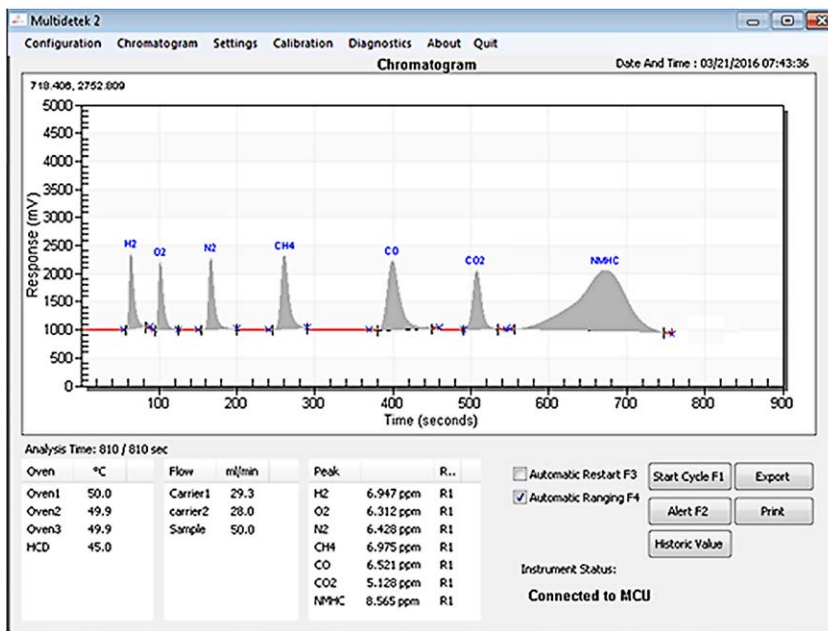 Multidetek 2
Configuration Chromatogram Settings Calibration Diagnostics About Quit
Chromatogram Date And Time : 03/21/2016 07:43:36
718.406, 2752.809
5000
4500
4000
3500
3000
2500
2000
1500
1000
500
0
Response (mV)
H2 O2 N2 CH4 CO CO2 NMHC
100 200 300 400 500 600 700 800 900
Time (seconds)
Analysis Time: 810 / 810 sec
Oven °C
Oven1 50.0
Oven2 49.9
Oven3 49.9
HCD 45.0
Flow ml/min
Carrier1 29.3
carrier2 28.0
Sample 50.0
Peak R..
H2 6.947 ppm R1
O2 6.312 ppm R1
N2 6.428 ppm R1
CH4 6.975 ppm R1
CO 6.521 ppm R1
CO2 5.128 ppm R1
NMHC 8.565 ppm R1
Automatic Restart F3
Automatic Ranging F4
Start Cycle F1 Export
Alert F2 Print
Historic Value
Instrument Status:
Connected to MCU